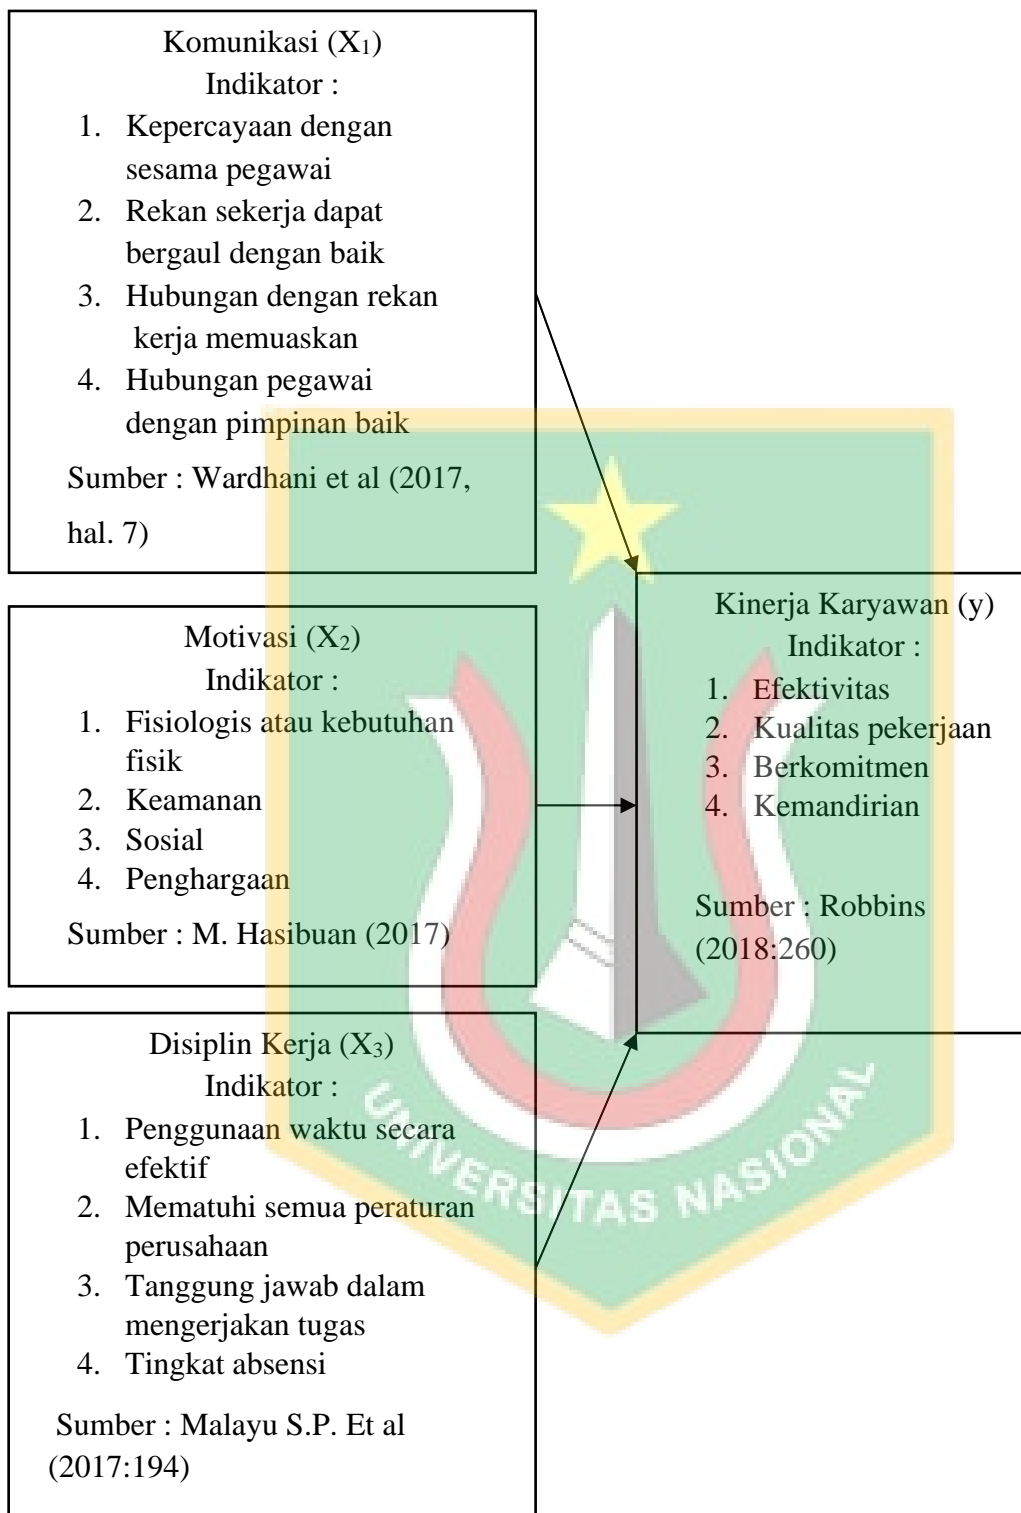 Komunikasi (X₁)
Indikator :
1. Kepercayaan dengan
sesama pegawai
2. Rekan sekerja dapat
bergaul dengan baik
3. Hubungan dengan rekan
kerja memuaskan
4. Hubungan pegawai
dengan pimpinan baik
Sumber : Wardhani et al (2017,
hal. 7)
Motivasi (X₂)
Indikator :
1. Fisiologis atau kebutuhan
fisik
2. Keamanan
3. Sosial
4. Penghargaan
Sumber : M. Hasibuan (2017)
Disiplin Kerja (X₃)
Indikator :
1. Penggunaan waktu secara
efektif
2. Mematuhi semua peraturan
perusahaan
3. Tanggung jawab dalam
mengerjakan tugas
4. Tingkat absensi
Sumber : Malayu S.P. Et al
(2017:194)
Kinerja Karyawan (y)
Indikator :
1. Efektivitas
2. Kualitas pekerjaan
3. Berkomitmen
4. Kemandirian
Sumber : Robbins
(2018:260)
UNIVERSITAS NASIONAL